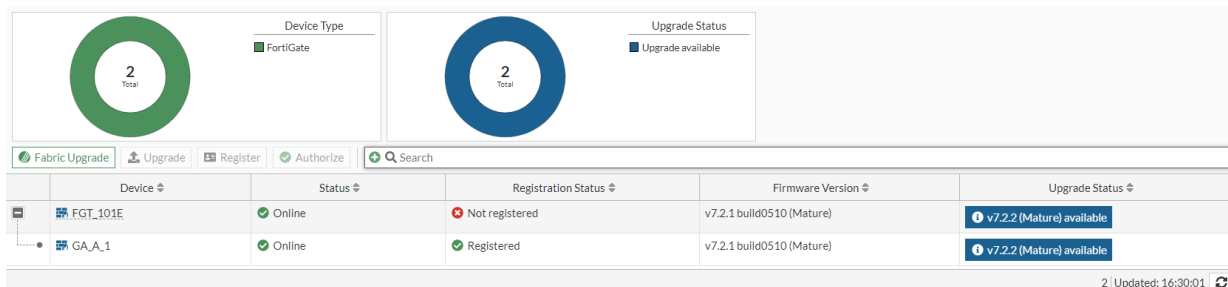 Device Type
FortiGate
2
Total
Upgrade Status
Upgrade available
2
Total
Fabric Upgrade Upgrade Register Authorize Search
Device Status Registration Status Firmware Version Upgrade Status
FGT_101E Online Not registered v7.2.1 build0510 (Mature) v7.2.2 (Mature) available
GA_A_1 Online Registered v7.2.1 build0510 (Mature) v7.2.2 (Mature) available
2 Updated: 16:30:01